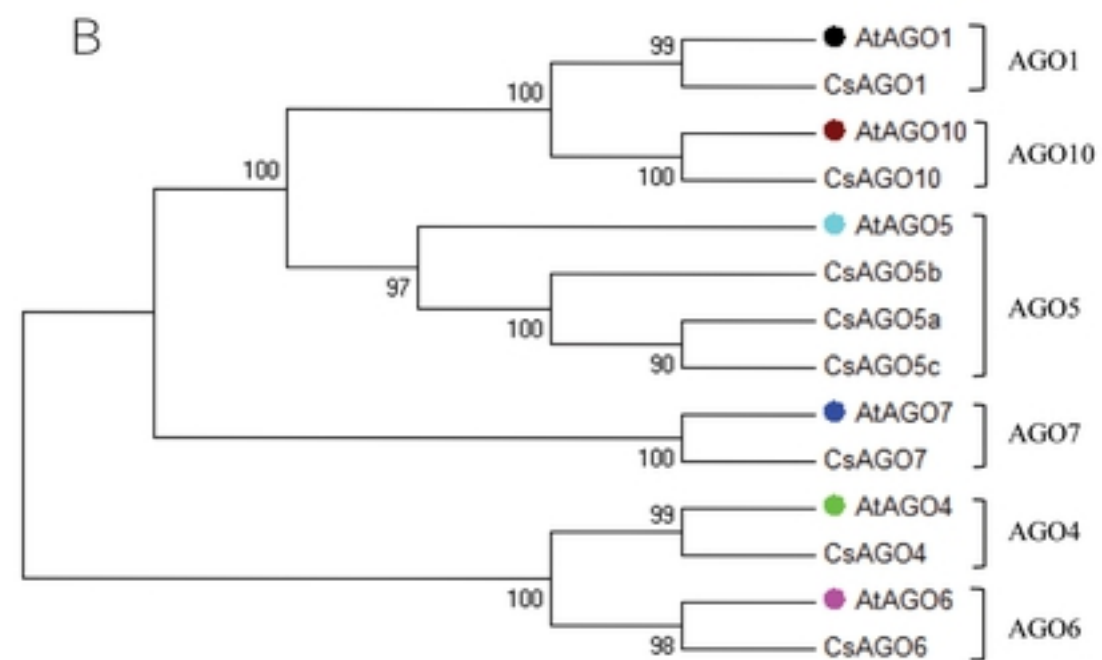 B
99
AtAGO1
AGO1
CsAGO1
100
AtAGO10
AGO10
100
CsAGO10
100
AtAGO5
97
CsAGO5b
AGO5
100
CsAGO5a
90
CsAGO5c
AtAGO7
AGO7
100
CsAGO7
99
AtAGO4
AGO4
CsAGO4
100
AtAGO6
AGO6
98
CsAGO6